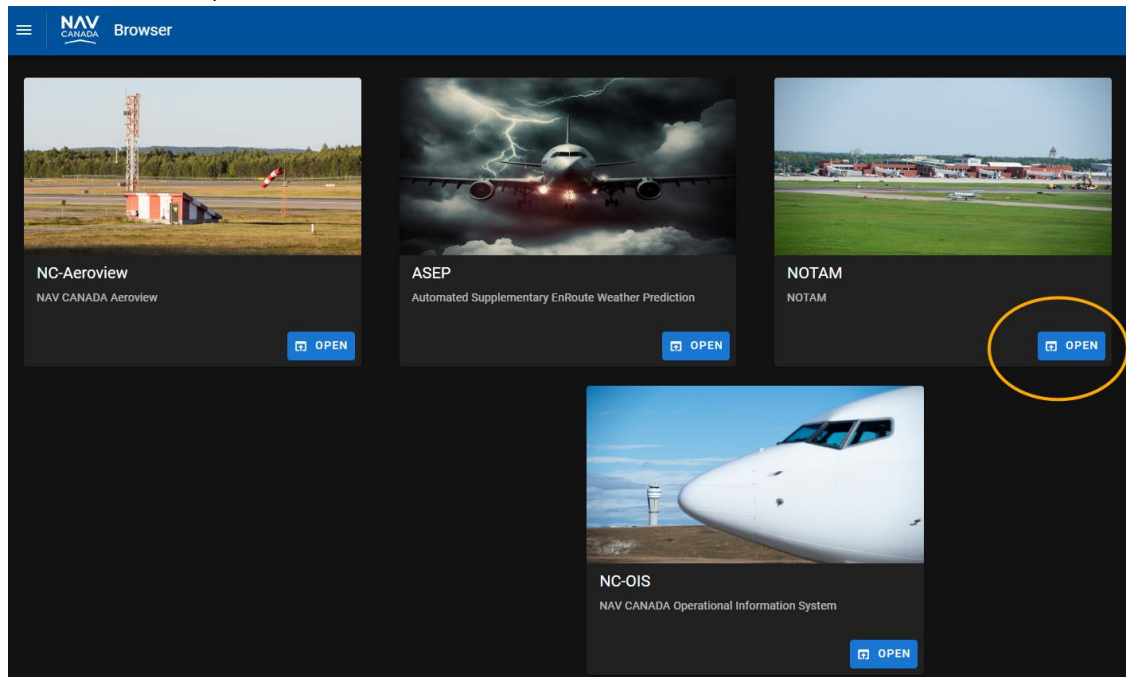 NAV
CANADA
Browser
NC-Aeroview
NAV CANADA Aeroview
OPEN
ASEP
Automated Supplementary EnRoute Weather Prediction
OPEN
NOTAM
NOTAM
OPEN
NC-OIS
NAV CANADA Operational Information System
OPEN